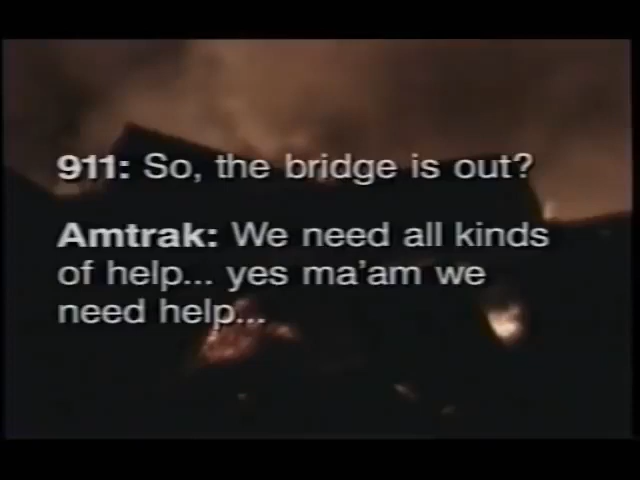 911: So, the bridge is out?
Amtrak: We need all kinds
of help... yes ma'am we
need help...